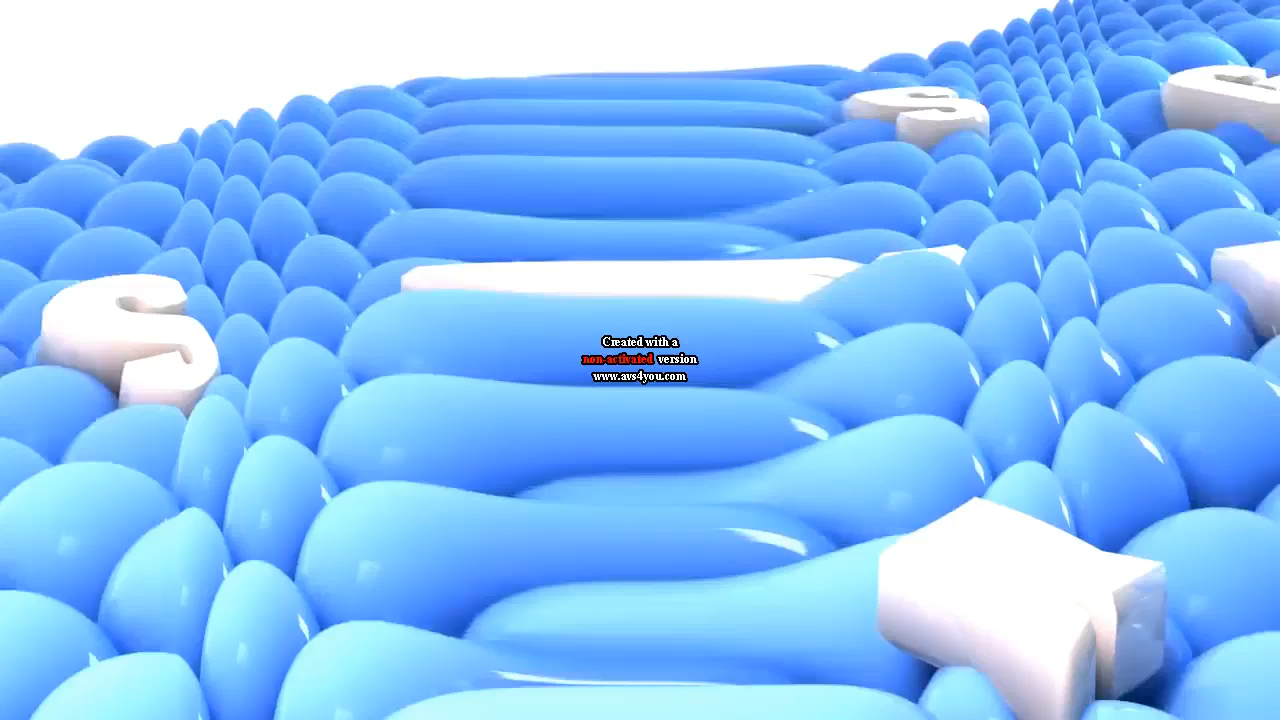 S
S
Created with a
non-activated version
www.avs4you.com